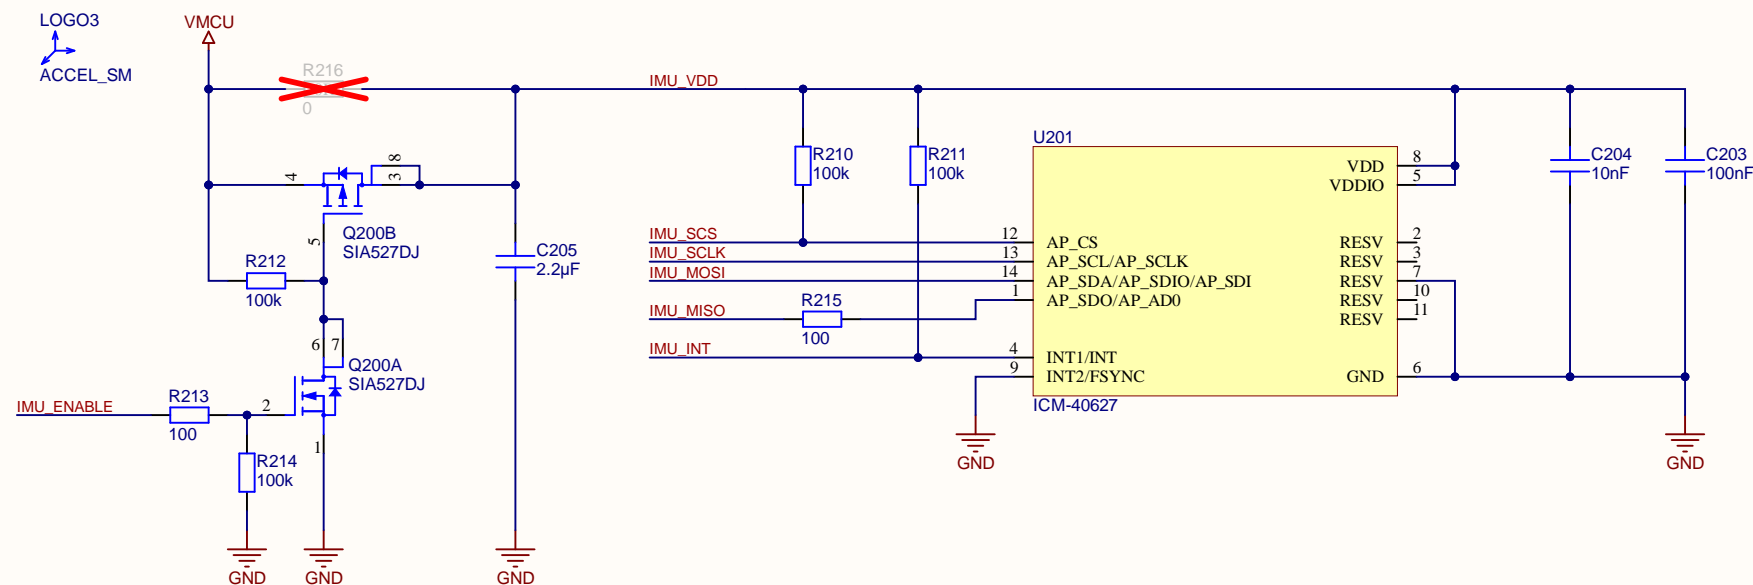 LOGO3
ACCEL_SM
VMCU
R216
0
IMU_VDD
4
8
3
5
Q200B
SIA527DJ
R212
100k
C205
2.2µF
6
7
Q200A
SIA527DJ
IMU_ENABLE
R213
100
2
1
R214
100k
GND
GND
GND
R210
100k
R211
100k
IMU_SCS
IMU_SCLK
IMU_MOSI
IMU_MISO
R215
100
IMU_INT
U201
12
AP_CS
13
AP_SCL/AP_SCLK
14
AP_SDA/AP_SDIO/AP_SDI
1
AP_SDO/AP_AD0
4
INT1/INT
9
INT2/FSYNC
VDD
8
VDDIO
5
RESV
2
RESV
3
RESV
7
RESV
10
RESV
11
GND
6
ICM-40627
GND
C204
10nF
C203
100nF
GND